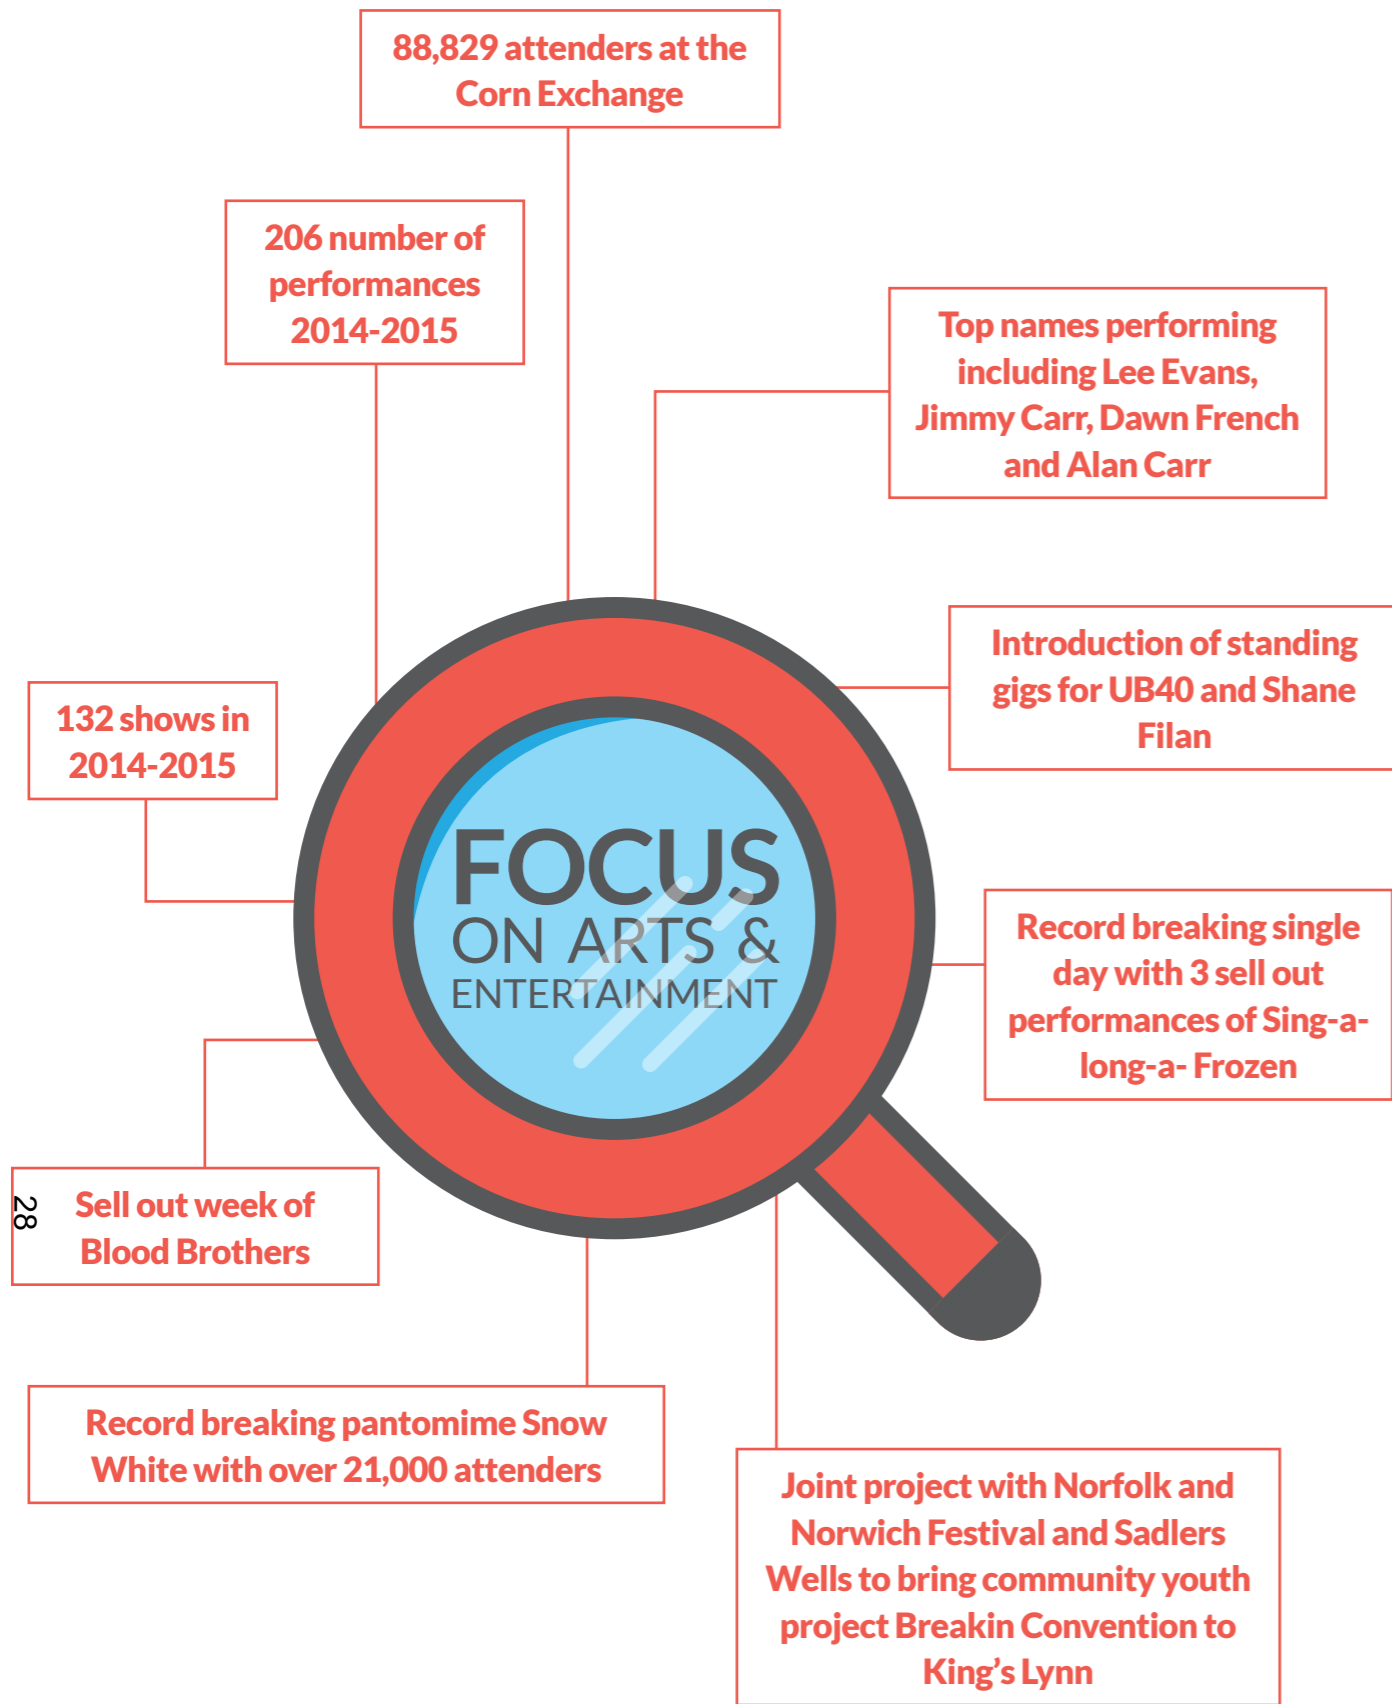 88,829 attenders at the
Corn Exchange
206 number of
performances
2014-2015
Top names performing
including Lee Evans,
Jimmy Carr, Dawn French
and Alan Carr
Introduction of standing
gigs for UB40 and Shane
Filan
132 shows in
2014-2015
FOCUS
ON ARTS &
ENTERTAINMENT
Record breaking single
day with 3 sell out
performances of Sing-a-
long-a- Frozen
Sell out week of
Blood Brothers
28
Record breaking pantomime Snow
White with over 21,000 attenders
Joint project with Norfolk and
Norwich Festival and Sadlers
Wells to bring community youth
project Breakin Convention to
King’s Lynn